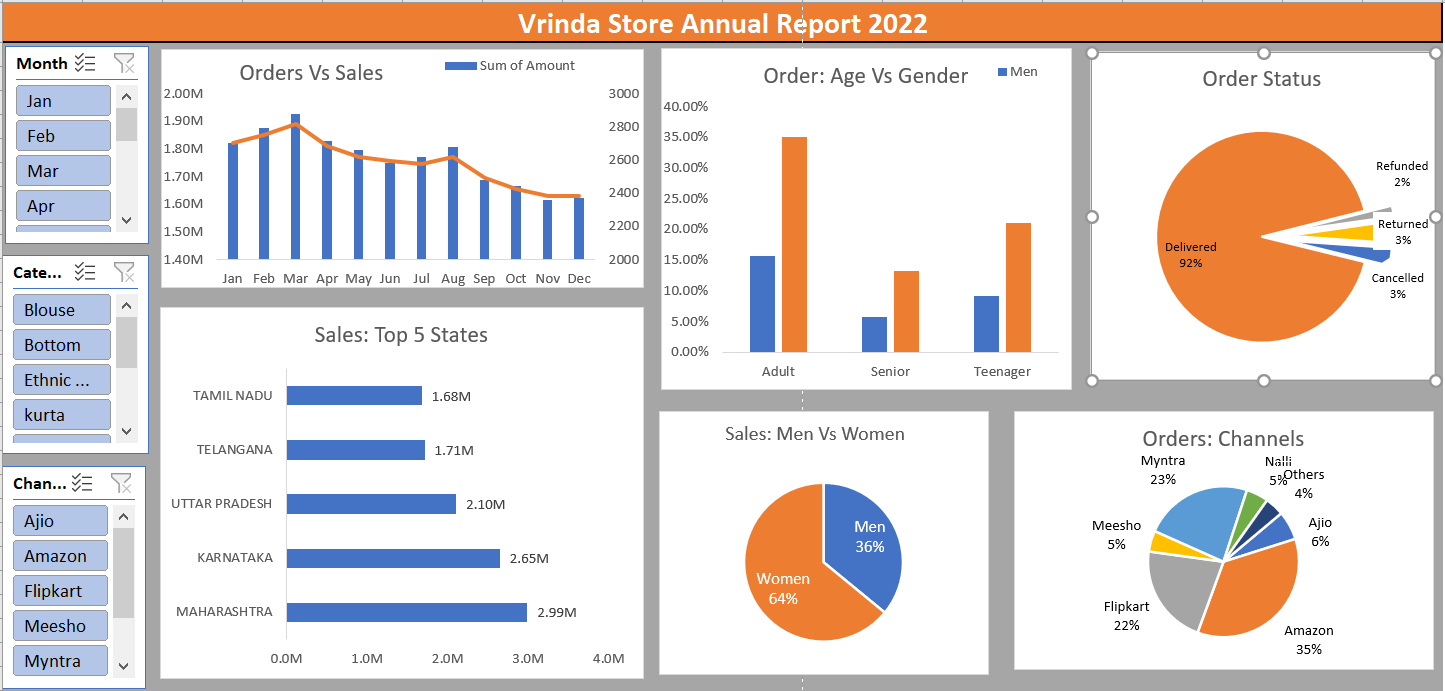 Vrinda Store Annual Report 2022
Month
Jan
Feb
Mar
Apr
Cate...
Blouse
Bottom
Ethnic ...
kurta
Chan...
Ajio
Amazon
Flipkart
Meesho
Myntra
Orders Vs Sales
Sum of Amount
2.00M
1.90M
1.80M
1.70M
1.60M
1.50M
1.40M
3000
2800
2600
2400
2200
2000
Jan Feb Mar Apr May Jun Jul Aug Sep Oct Nov Dec
Order: Age Vs Gender
Men
40.00%
35.00%
30.00%
25.00%
20.00%
15.00%
10.00%
5.00%
0.00%
Adult Senior Teenager
Order Status
Refunded
2%
Returned
3%
Delivered
92%
Cancelled
3%
Sales: Top 5 States
TAMIL NADU 1.68M
TELANGANA 1.71M
UTTAR PRADESH 2.10M
KARNATAKA 2.65M
MAHARASHTRA 2.99M
0.0M 1.0M 2.0M 3.0M 4.0M
Sales: Men Vs Women
Men
36%
Women
64%
Orders: Channels
Myntra
23%
Nalli
5%
Others
4%
Ajio
6%
Meesho
5%
Flipkart
22%
Amazon
35%